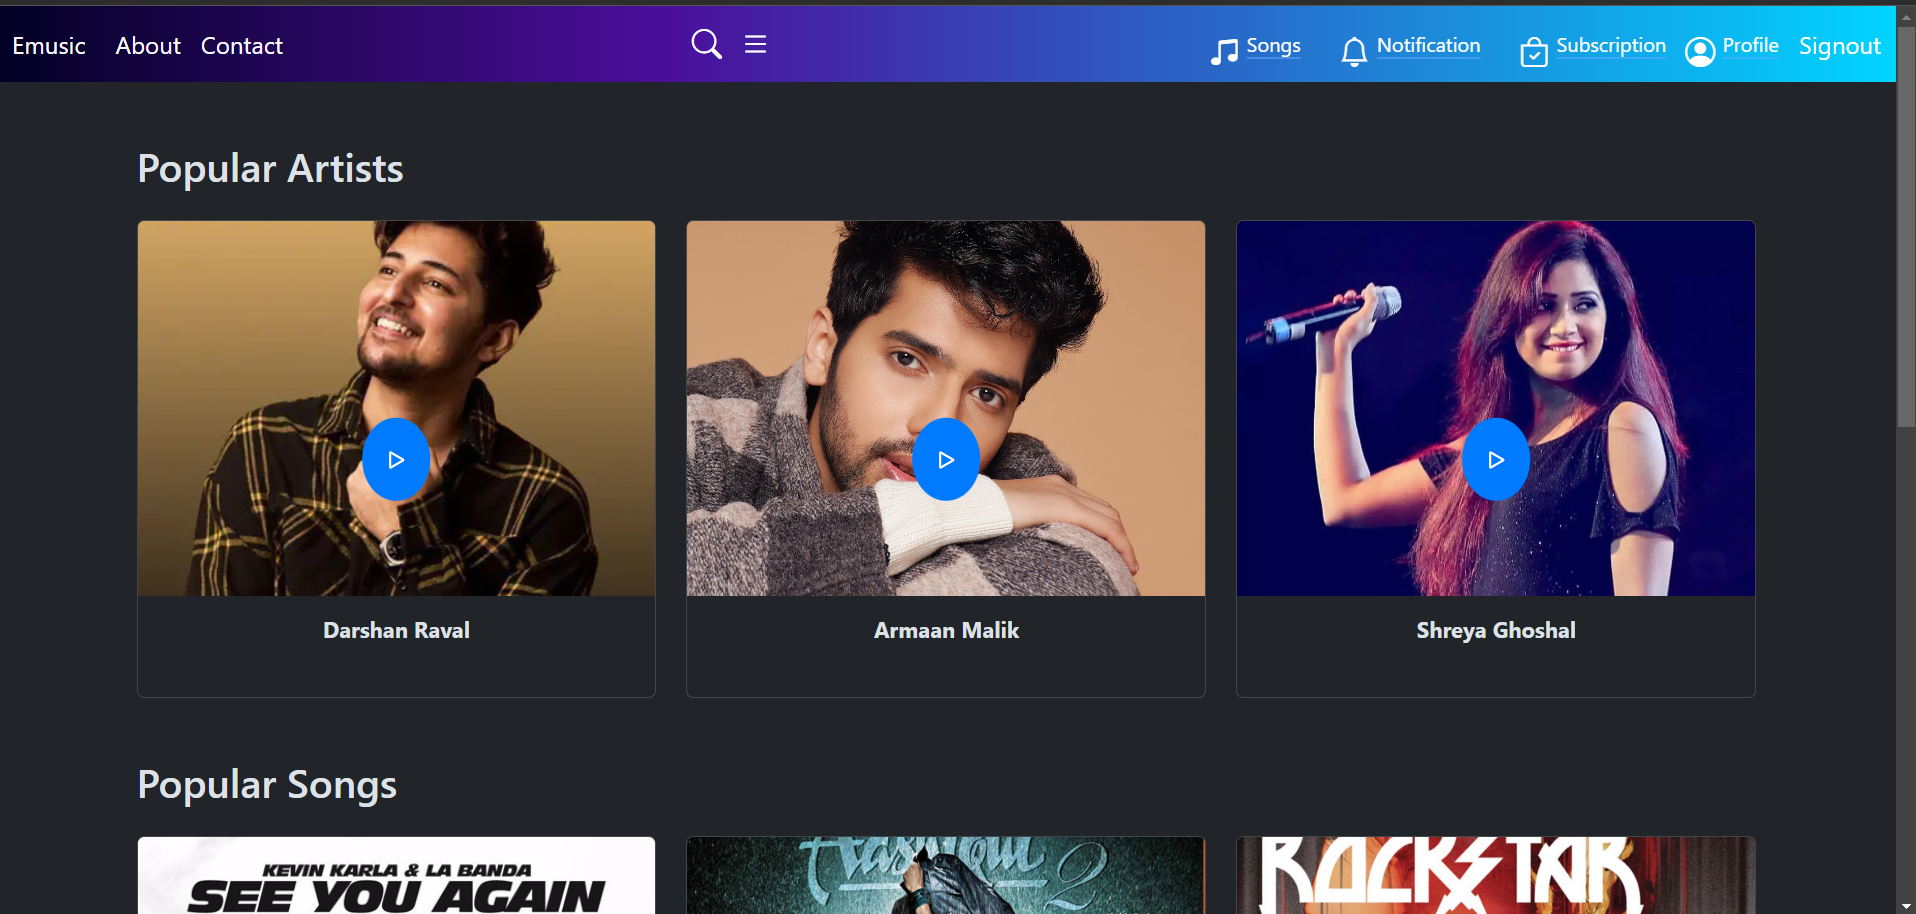 Emusic About Contact Songs Notification Subscription Profile Signout
Popular Artists
Darshan Raval Armaan Malik Shreya Ghoshal
Popular Songs
KEVIN KARLA & LA BANDA
SEE YOU AGAIN
Aashiqui 2
ROCKSTAR